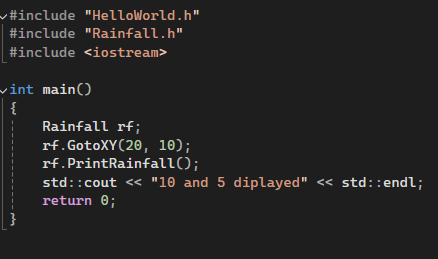 #include "HelloWorld.h"
#include "Rainfall.h"
#include <iostream>
int main()
{
Rainfall rf;
rf.GotoXY(20, 10);
rf.PrintRainfall();
std::cout << "10 and 5 diplayed" << std::endl;
return 0;
}